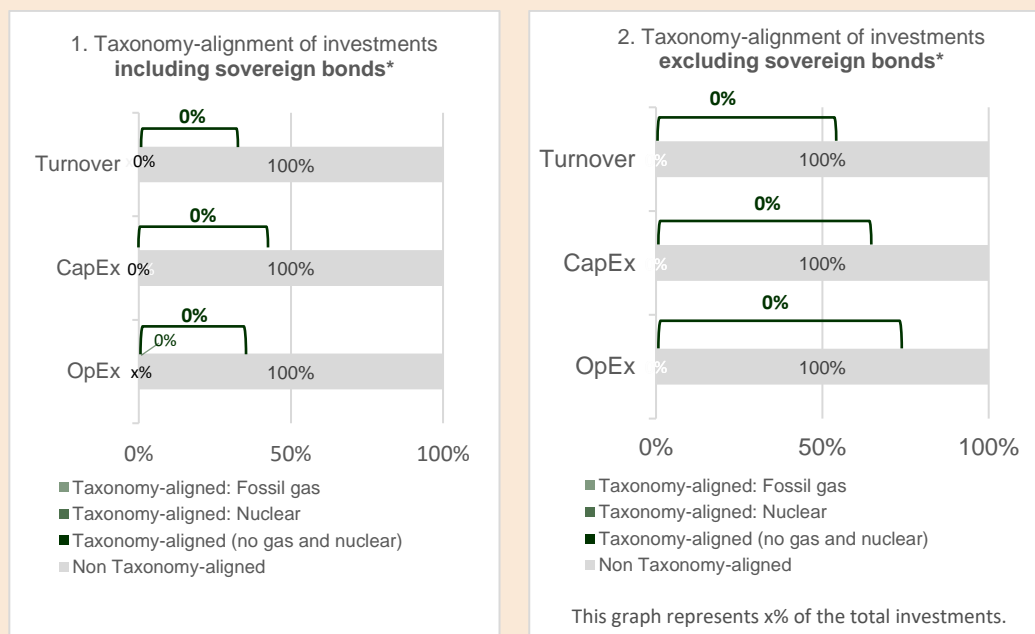 1. Taxonomy-alignment of investments
including sovereign bonds*
0%
Turnover 0% 100%
0%
CapEx 0% 100%
0%
0%
OpEx x% 100%
0% 50% 100%
Taxonomy-aligned: Fossil gas
Taxonomy-aligned: Nuclear
Taxonomy-aligned (no gas and nuclear)
Non Taxonomy-aligned
2. Taxonomy-alignment of investments
excluding sovereign bonds*
0%
Turnover % 100%
0%
CapEx % 100%
0%
OpEx % 100%
0% 50% 100%
Taxonomy-aligned: Fossil gas
Taxonomy-aligned: Nuclear
Taxonomy-aligned (no gas and nuclear)
Non Taxonomy-aligned
This graph represents x% of the total investments.